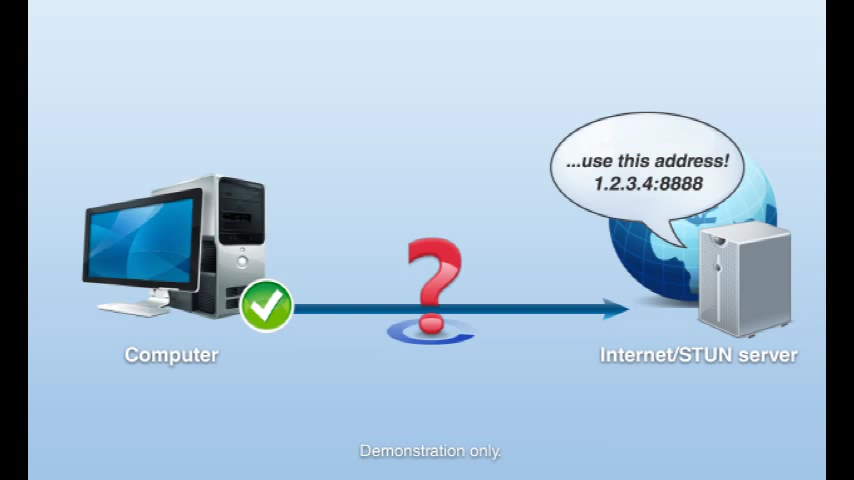 ...use this address!
1.2.3.4:8888
Computer
Internet/STUN server
Demonstration only.